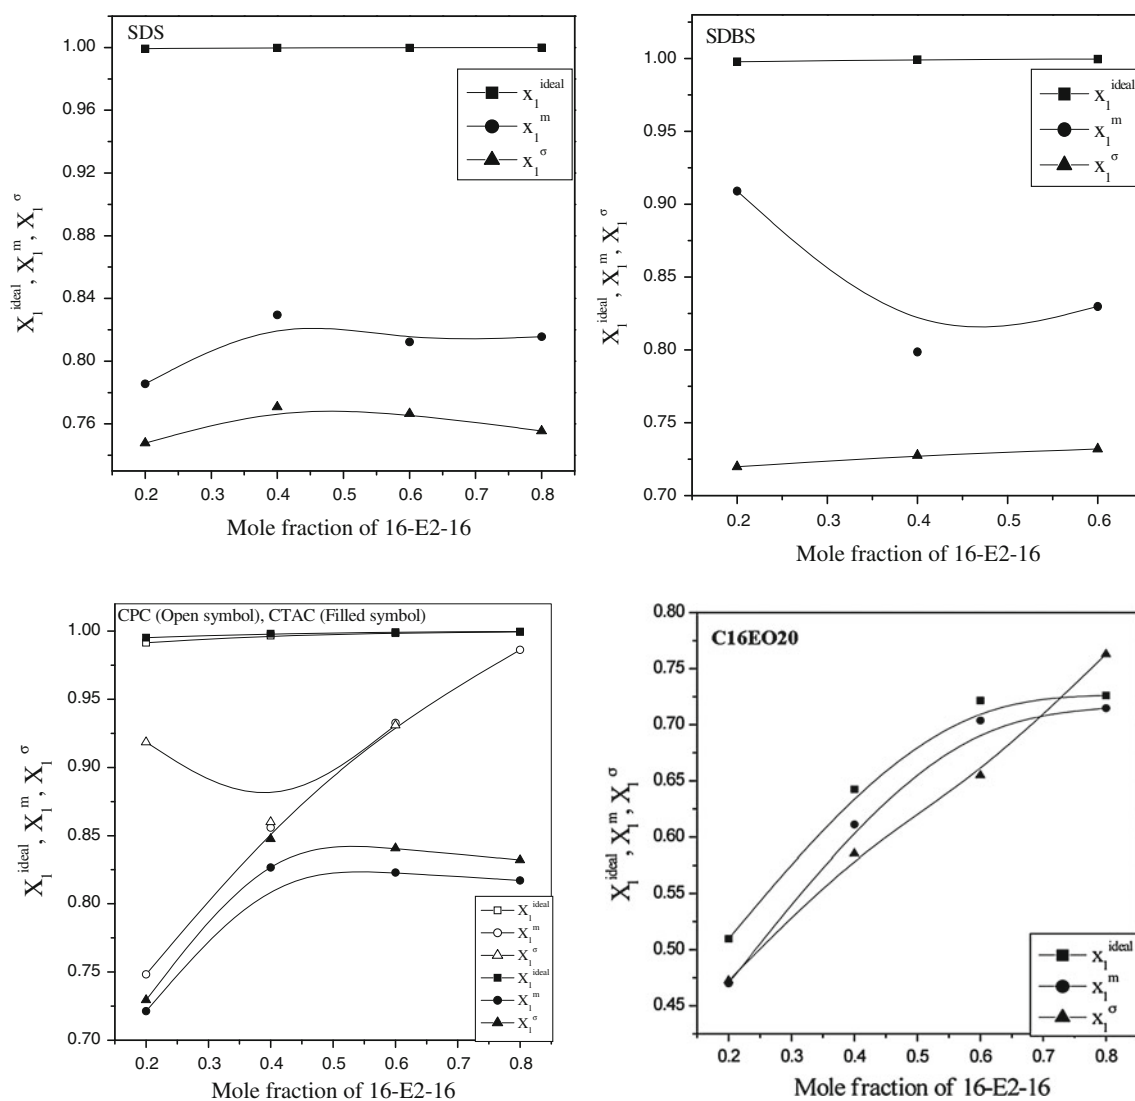 SDS
1.00
0.96
0.92
0.88
0.84
0.80
0.76
X₁ideal
X₁m
X₁σ
X₁ideal, X₁m, X₁σ
0.2 0.3 0.4 0.5 0.6 0.7 0.8
Mole fraction of 16-E2-16
SDBS
1.00
0.95
0.90
0.85
0.80
0.75
0.70
X₁ideal
X₁m
X₁σ
X₁ideal, X₁m, X₁σ
0.2 0.3 0.4 0.5 0.6
Mole fraction of 16-E2-16
CPC (Open symbol), CTAC (Filled symbol)
1.00
0.95
0.90
0.85
0.80
0.75
0.70
X₁ideal
X₁m
X₁σ
X₁ideal
X₁m
X₁σ
X₁ideal, X₁m, X₁σ
0.2 0.3 0.4 0.5 0.6 0.7 0.8
Mole fraction of 16-E2-16
C16EO20
0.80
0.75
0.70
0.65
0.60
0.55
0.50
0.45
X₁ideal
X₁m
X₁σ
X₁ideal, X₁m, X₁σ
0.2 0.3 0.4 0.5 0.6 0.7 0.8
Mole fraction of 16-E2-16